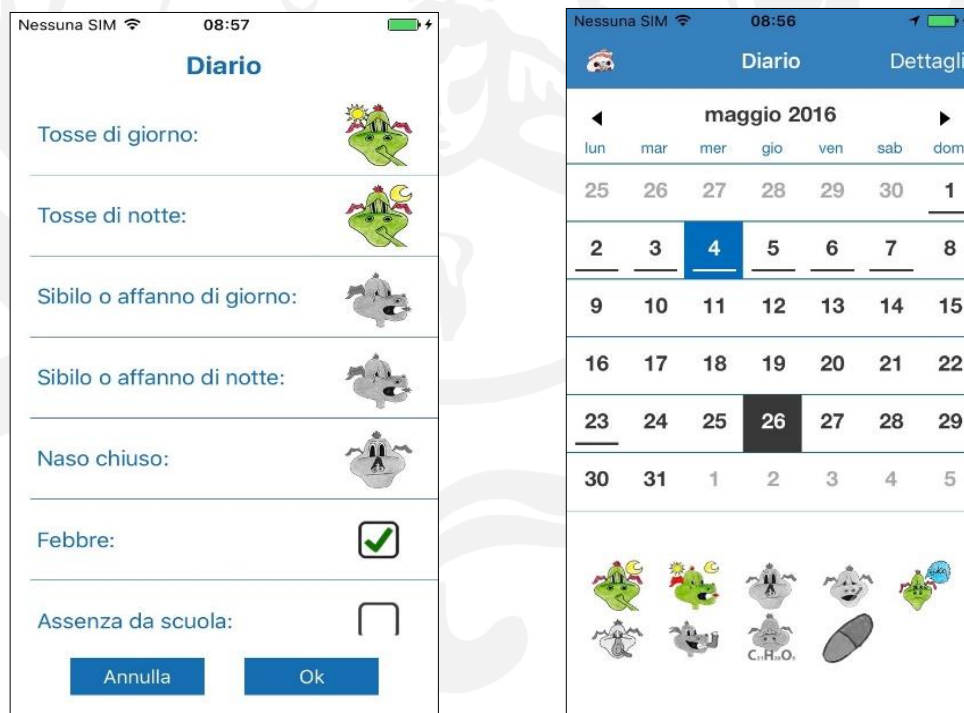 Nessuna SIM 08:57
Diario
Tosse di giorno:
Tosse di notte:
Sibilo o affanno di giorno:
Sibilo o affanno di notte:
Naso chiuso:
Febbre:
Assenza da scuola:
Annulla Ok
Nessuna SIM 08:56
Diario Dettagli
maggio 2016
lun mar mer gio ven sab dom
25 26 27 28 29 30 1
2 3 4 5 6 7 8
9 10 11 12 13 14 15
16 17 18 19 20 21 22
23 24 25 26 27 28 29
30 31 1 2 3 4 5